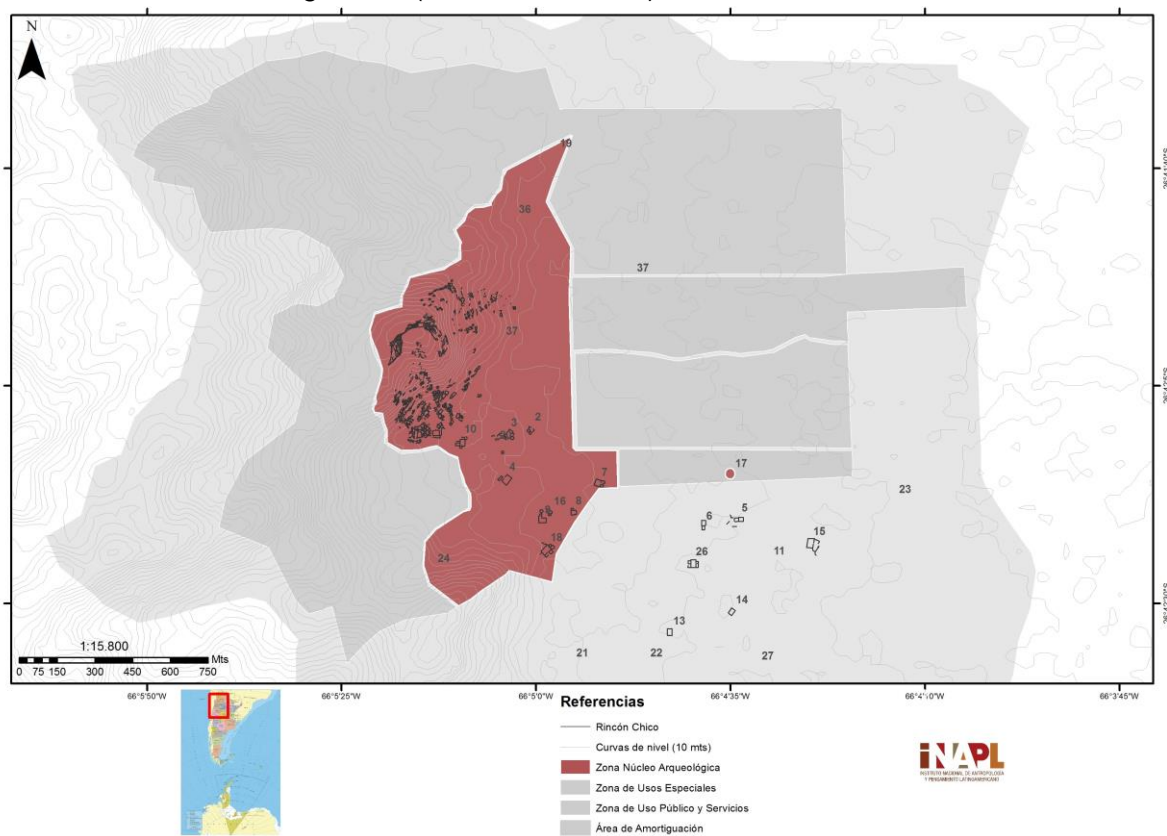 N
19
36
37
37
2
3
10
4
7
17
23
16
8
9
6
5
15
18
24
26
11
14
13
21
22
27
1:15.800
Mts
0 75 150 300 450 600 750
26°41'40"S
66°5'50"W 66°5'25"W 66°5'0"W 66°4'35"W 66°4'10"W 66°3'45"W
Referencias
Rincón Chico
Curvas de nivel (10 mts)
Zona Núcleo Arqueológica
Zona de Usos Especiales
Zona de Uso Público y Servicios
Área de Amortiguación
INAPL
INSTITUTO NACIONAL DE ANTROPOLOGÍA
Y PENSAMIENTO LATINOAMERICANO